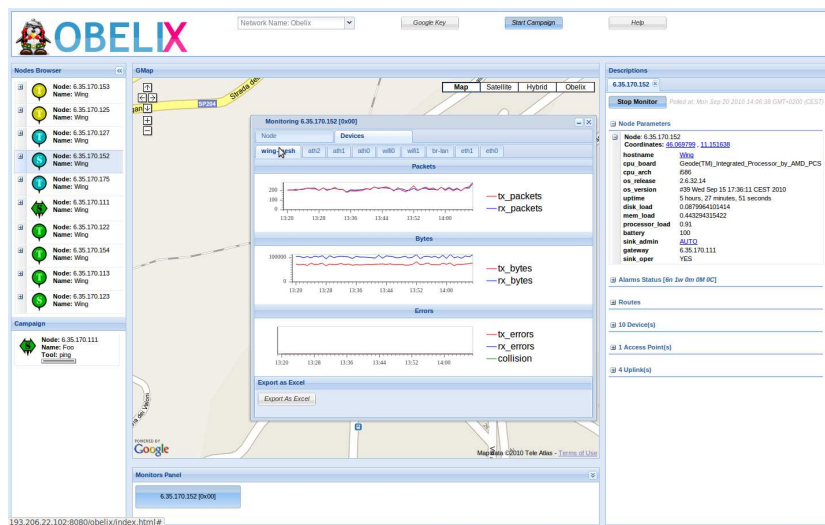 OBELIX
Network Name: Obelix
Google Key
Start Campaign
Help
Nodes Browser
T
Node: 6.35.170.153
Name: Wing
T
Node: 6.35.170.125
Name: Wing
T
Node: 6.35.170.127
Name: Wing
S
Node: 6.35.170.152
Name: Wing
T
Node: 6.35.170.175
Name: Wing
S
Node: 6.35.170.111
Name: Wing
T
Node: 6.35.170.122
Name: Wing
T
Node: 6.35.170.154
Name: Wing
T
Node: 6.35.170.113
Name: Wing
S
Node: 6.35.170.123
Name: Wing
Campaign
S
Node: 6.35.170.111
Name: Foo
Tool: ping
GMap
SP204
Map
Satellite
Hybrid
Obelix
Monitoring 6.35.170.152 [0x00]
Node
Devices
ath2
ath1
ath0
wifi0
wifi1
br-lan
eth1
eth0
Packets
200
100
0
13:20
13:28
13:36
13:44
13:52
14:00
tx_packets
rx_packets
Bytes
100000
0
13:20
13:28
13:36
13:44
13:52
14:00
tx_bytes
rx_bytes
Errors
13:20
13:28
13:36
13:44
13:52
14:00
tx_errors
rx_errors
collision
Export as Excel
Export As Excel
POWERED BY
Google
Map data ©2010 Tele Atlas - Terms of Use
Monitors Panel
6.35.170.152 [0x00]
Descriptions
6.35.170.152
Stop Monitor
Poked at: Mon Sep 20 2010 14:06:38 GMT+0200 (CEST)
Node Parameters
Node: 6.35.170.152
Coordinates: 46.069799 , 11.151638
hostname Wing
cpu_board Geode(TM)_Integrated_Processor_by_AMD_PCS
cpu_arch i586
os_release 2.6.32.14
os_version #39 Wed Sep 15 17:36:11 CEST 2010
uptime 5 hours, 27 minutes, 51 seconds
disk_load 0.0879964101414
mem_load 0.443294315422
processor_load 0.91
battery 100
sink_admin AUTO
gateway 6.35.170.111
sink_oper YES
Alarms Status [6n 1w 0m 0M 0C]
Routes
10 Device(s)
1 Access Point(s)
4 Uplink(s)
193.206.22.102:8080/obelix/index.html#